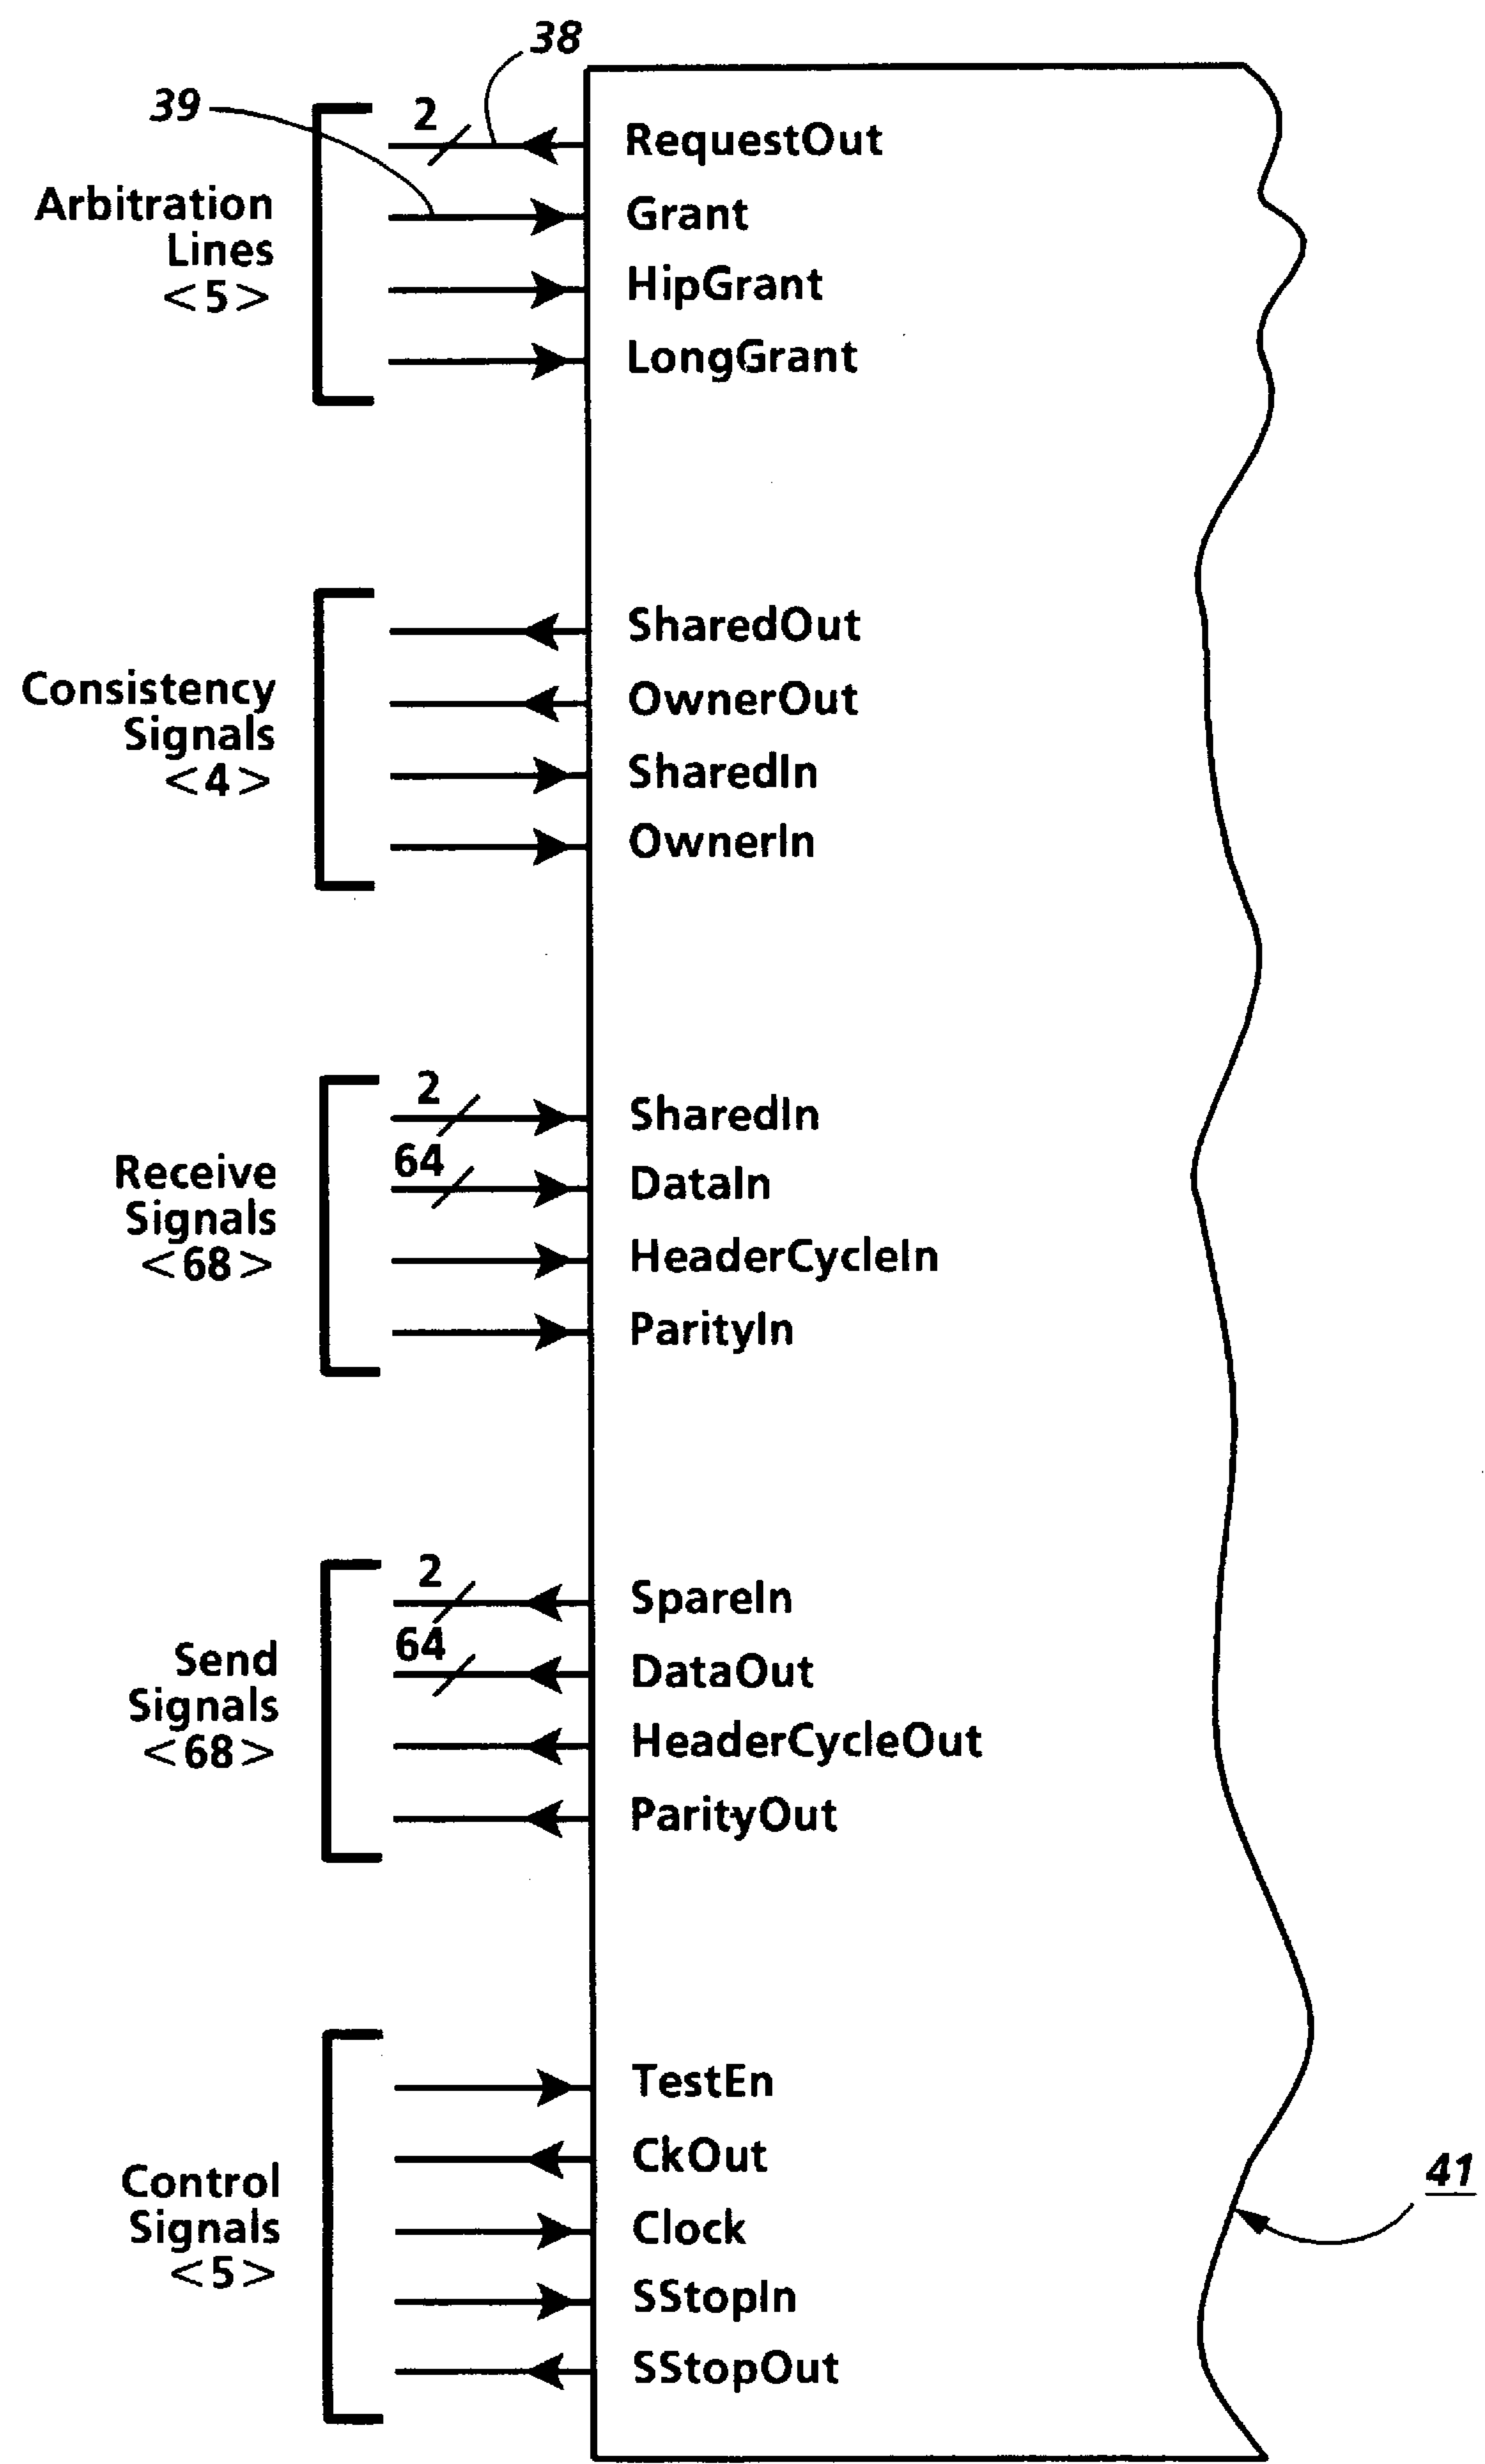 38
39
2
RequestOut
Arbitration
Lines
<5>
Grant
HipGrant
LongGrant
Consistency
Signals
<4>
SharedOut
OwnerOut
SharedIn
OwnerIn
Receive
Signals
<68>
2
SharedIn
64
DataIn
HeaderCycleIn
ParityIn
Send
Signals
<68>
2
SpareIn
64
DataOut
HeaderCycleOut
ParityOut
Control
Signals
<5>
TestEn
CkOut
Clock
SStopIn
SStopOut
41